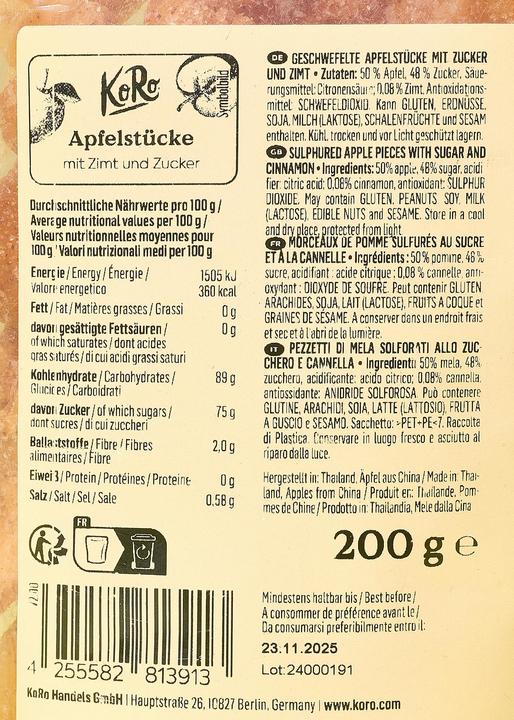 KoRo
Symbolbild
Apfelstücke
mit Zimt und Zucker
Durchschnittliche Nährwerte pro 100 g /
Average nutritional values per 100 g /
Valeurs nutritionnelles moyennes pour
100 g / Valori nutrizionali medi per 100 g
Energie / Energy / Énergie / 1505 kJ
Valori energetico 360 kcal
Fett / Fat / Matières grasses / Grassi 0 g
davon gesättigte Fettsäuren / 0 g
of which saturates / dont acides
gras saturés / di cui acidi grassi saturi
Kohlenhydrate / Carbohydrates / 89 g
Glucides / Carboidrati
davon Zucker / of which sugars / 75 g
dont sucres / di cui zuccheri
Ballaststoffe / Fibre / Fibres 2,0 g
alimentaires / Fibre
Eiweiß / Protein / Protéines / Proteine 0 g
Salz / Salt / Sel / Sale 0,58 g
FR
4 255582 813913
DE GESCHWEFELTE APFELSTÜCKE MIT ZUCKER
UND ZIMT • Zutaten: 50 % Apfel, 48 % Zucker, Säue-
rungsmittel: Citronensäure; 0,08 % Zimt, Antioxidations-
mittel: SCHWEFELDIOXID. Kann GLUTEN, ERDNÜSSE,
SOJA, MILCH (LAKTOSE), SCHALENFRÜCHTE und SESAM
enthalten. Kühl, trocken und vor Licht geschützt lagern.
GB SULPHURED APPLE PIECES WITH SUGAR AND
CINNAMON • Ingredients: 50% apple, 48% sugar, acidi
fier: citric acid; 0.08% cinnamon, antioxidant: SULPHUR
DIOXIDE. May contain GLUTEN, PEANUTS, SOY, MILK
(LACTOSE), EDIBLE NUTS and SESAME. Store in a cool
and dry place, protected from light.
FR MORCEAUX DE POMME SULFURÉS AU SUCRE
ET À LA CANNELLE • Ingrédients : 50 % pomme, 48 %
sucre, acidifiant : acide citrique ; 0,08 % cannelle, anti-
oxydant : DIOXYDE DE SOUFRE. Peut contenir GLUTEN,
ARACHIDES, SOJA, LAIT (LACTOSE), FRUITS À COQUE et
GRAINES DE SÉSAME. A conserver dans un endroit frais
et sec et à l'abri de la lumière.
IT PEZZETTI DI MELA SOLFORATI ALLO ZUC-
CHERO E CANNELLA • Ingredienti: 50% mela, 48%
zucchero, acidificante: acido citrico; 0.08% cannella,
antiossidante: ANIDRIDE SOLFOROSA. Può contenere
GLUTINE, ARACHIDI, SOIA, LATTE (LATTOSIO), FRUTTA
A GUSCIO e SESAMO. Sacchetto: >PET+PE<7. Raccolta
di Plastica. Conservare in luogo fresco e asciutto al
riparo dalla luce.
Hergestellt in: Thailand, Äpfel aus China / Made in: Thai-
land, Apples from China / Produit en: Thaïlande, Pom-
mes de Chine / Prodotto in: Thailandia, Mele dalla Cina
200 g e
Mindestens haltbar bis / Best before /
A consommer de préférence avant le /
Da consumarsi preferibilmente entro il:
23.11.2025
Lot:24000191
KoRo Handels GmbH | Hauptstraße 26, 10827 Berlin, Germany | www.koro.com